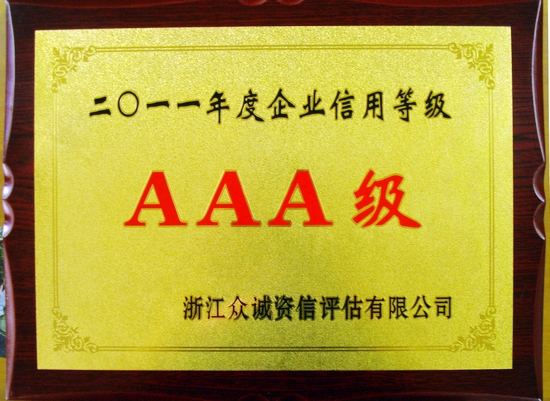 二〇一一年度企业信用等级
AAA级
浙江众诚资信评估有限公司